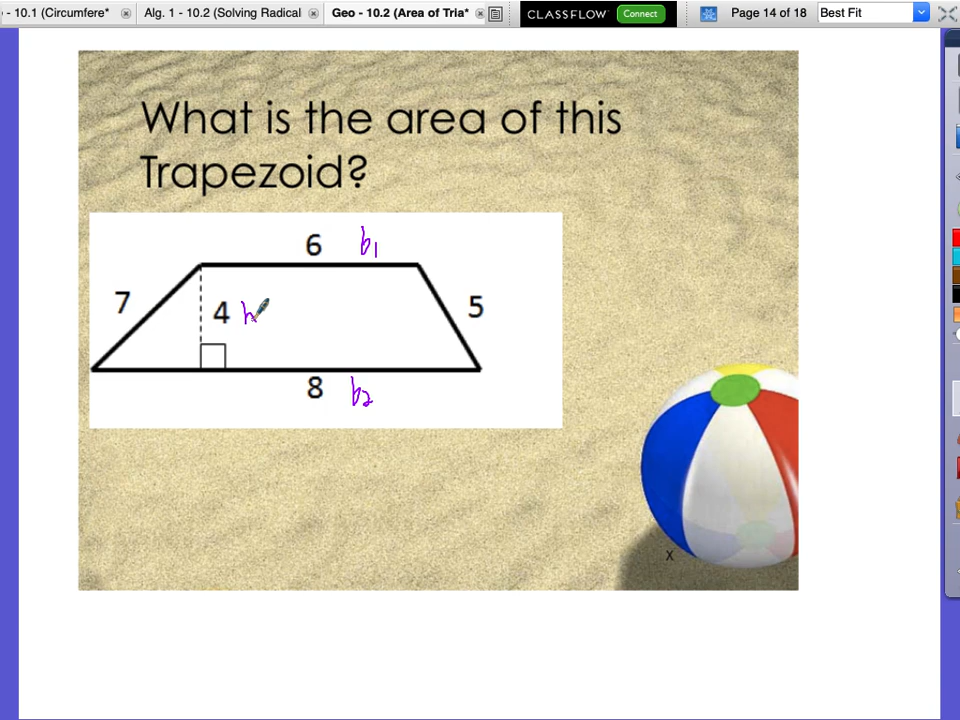 - 10.1 (Circumfere*
Alg. 1 - 10.2 (Solving Radical
Geo - 10.2 (Area of Tria*
CLASSFLOW
Connect
Page 14 of 18
Best Fit
What is the area of this
Trapezoid?
6 b1
7
4 h
5
8 b2
x